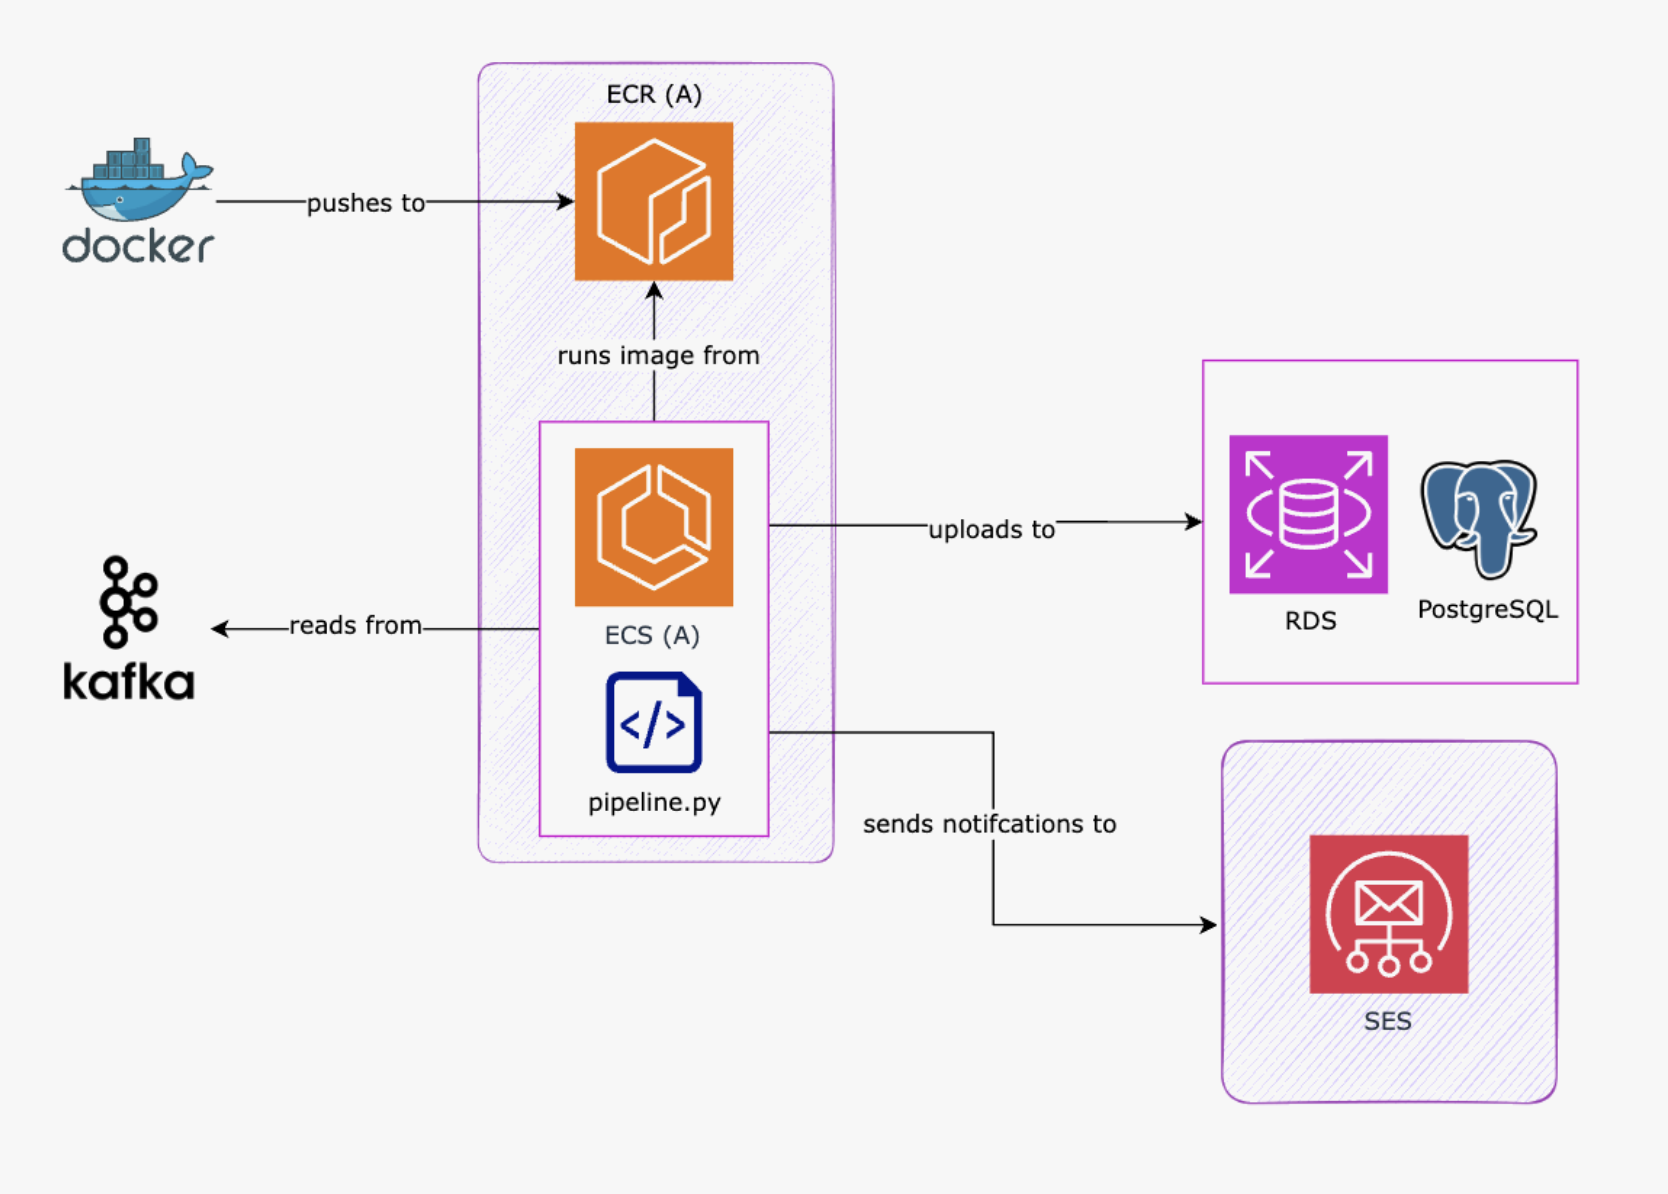 ECR (A)
docker
pushes to
runs image from
kafka
reads from
ECS (A)
</>
pipeline.py
uploads to
RDS
PostgreSQL
sends notifcations to
SES